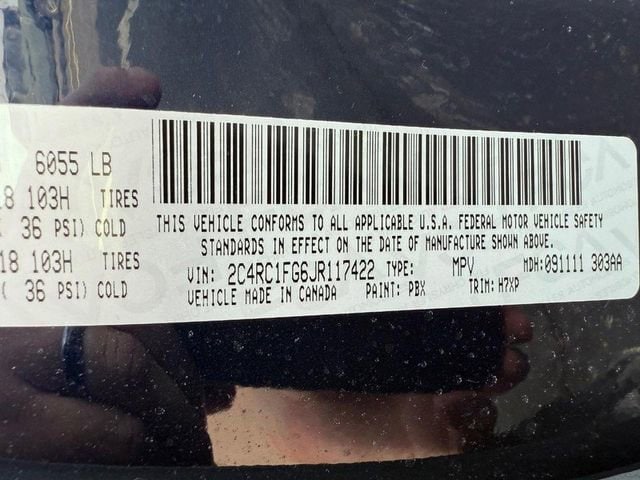 6055 LB
18 103H TIRES
36 PSI) COLD
18 103H TIRES
( 36 PSI) COLD
THIS VEHICLE CONFORMS TO ALL APPLICABLE U.S.A. FEDERAL MOTOR VEHICLE SAFETY
STANDARDS IN EFFECT ON THE DATE OF MANUFACTURE SHOWN ABOVE.
VIN: 2C4RC1FG6JR117422 TYPE: MPV MDH:091111 303AA
VEHICLE MADE IN CANADA PAINT: PBX TRIM: H7XP